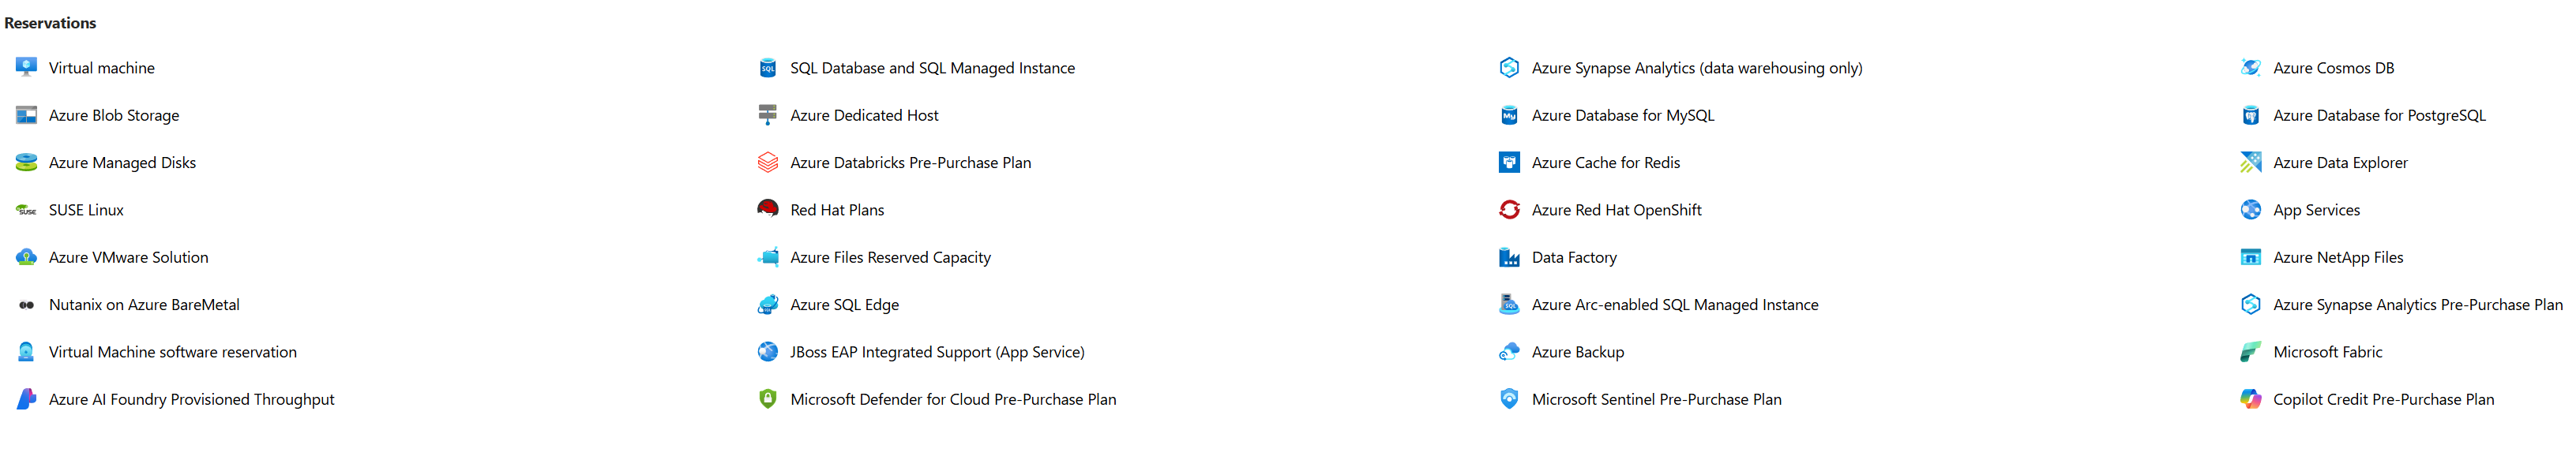 Reservations
Virtual machine
SQL Database and SQL Managed Instance
Azure Synapse Analytics (data warehousing only)
Azure Cosmos DB
Azure Blob Storage
Azure Dedicated Host
Azure Database for MySQL
Azure Database for PostgreSQL
Azure Managed Disks
Azure Databricks Pre-Purchase Plan
Azure Cache for Redis
Azure Data Explorer
SUSE Linux
Red Hat Plans
Azure Red Hat OpenShift
App Services
Azure VMware Solution
Azure Files Reserved Capacity
Data Factory
Azure NetApp Files
Nutanix on Azure BareMetal
Azure SQL Edge
Azure Arc-enabled SQL Managed Instance
Azure Synapse Analytics Pre-Purchase Plan
Virtual Machine software reservation
JBoss EAP Integrated Support (App Service)
Azure Backup
Microsoft Fabric
Azure AI Foundry Provisioned Throughput
Microsoft Defender for Cloud Pre-Purchase Plan
Microsoft Sentinel Pre-Purchase Plan
Copilot Credit Pre-Purchase Plan